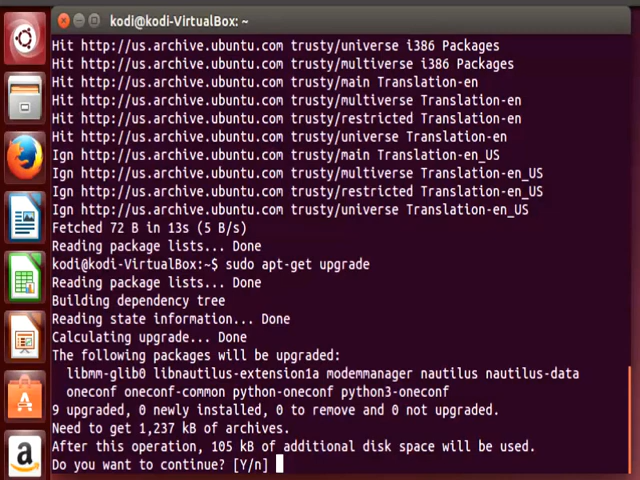 kodi@kodi-VirtualBox: ~
Hit http://us.archive.ubuntu.com trusty/universe i386 Packages
Hit http://us.archive.ubuntu.com trusty/multiverse i386 Packages
Hit http://us.archive.ubuntu.com trusty/main Translation-en
Hit http://us.archive.ubuntu.com trusty/multiverse Translation-en
Hit http://us.archive.ubuntu.com trusty/restricted Translation-en
Hit http://us.archive.ubuntu.com trusty/universe Translation-en
Ign http://us.archive.ubuntu.com trusty/main Translation-en_US
Ign http://us.archive.ubuntu.com trusty/multiverse Translation-en_US
Ign http://us.archive.ubuntu.com trusty/restricted Translation-en_US
Ign http://us.archive.ubuntu.com trusty/universe Translation-en_US
Fetched 72 B in 13s (5 B/s)
Reading package lists... Done
kodi@kodi-VirtualBox:~$ sudo apt-get upgrade
Reading package lists... Done
Building dependency tree
Reading state information... Done
Calculating upgrade... Done
The following packages will be upgraded:
libmm-glib0 libnautilus-extension1a modemmanager nautilus nautilus-data
oneconf oneconf-common python-oneconf python3-oneconf
9 upgraded, 0 newly installed, 0 to remove and 0 not upgraded.
Need to get 1,237 kB of archives.
After this operation, 105 kB of additional disk space will be used.
Do you want to continue? [Y/n]